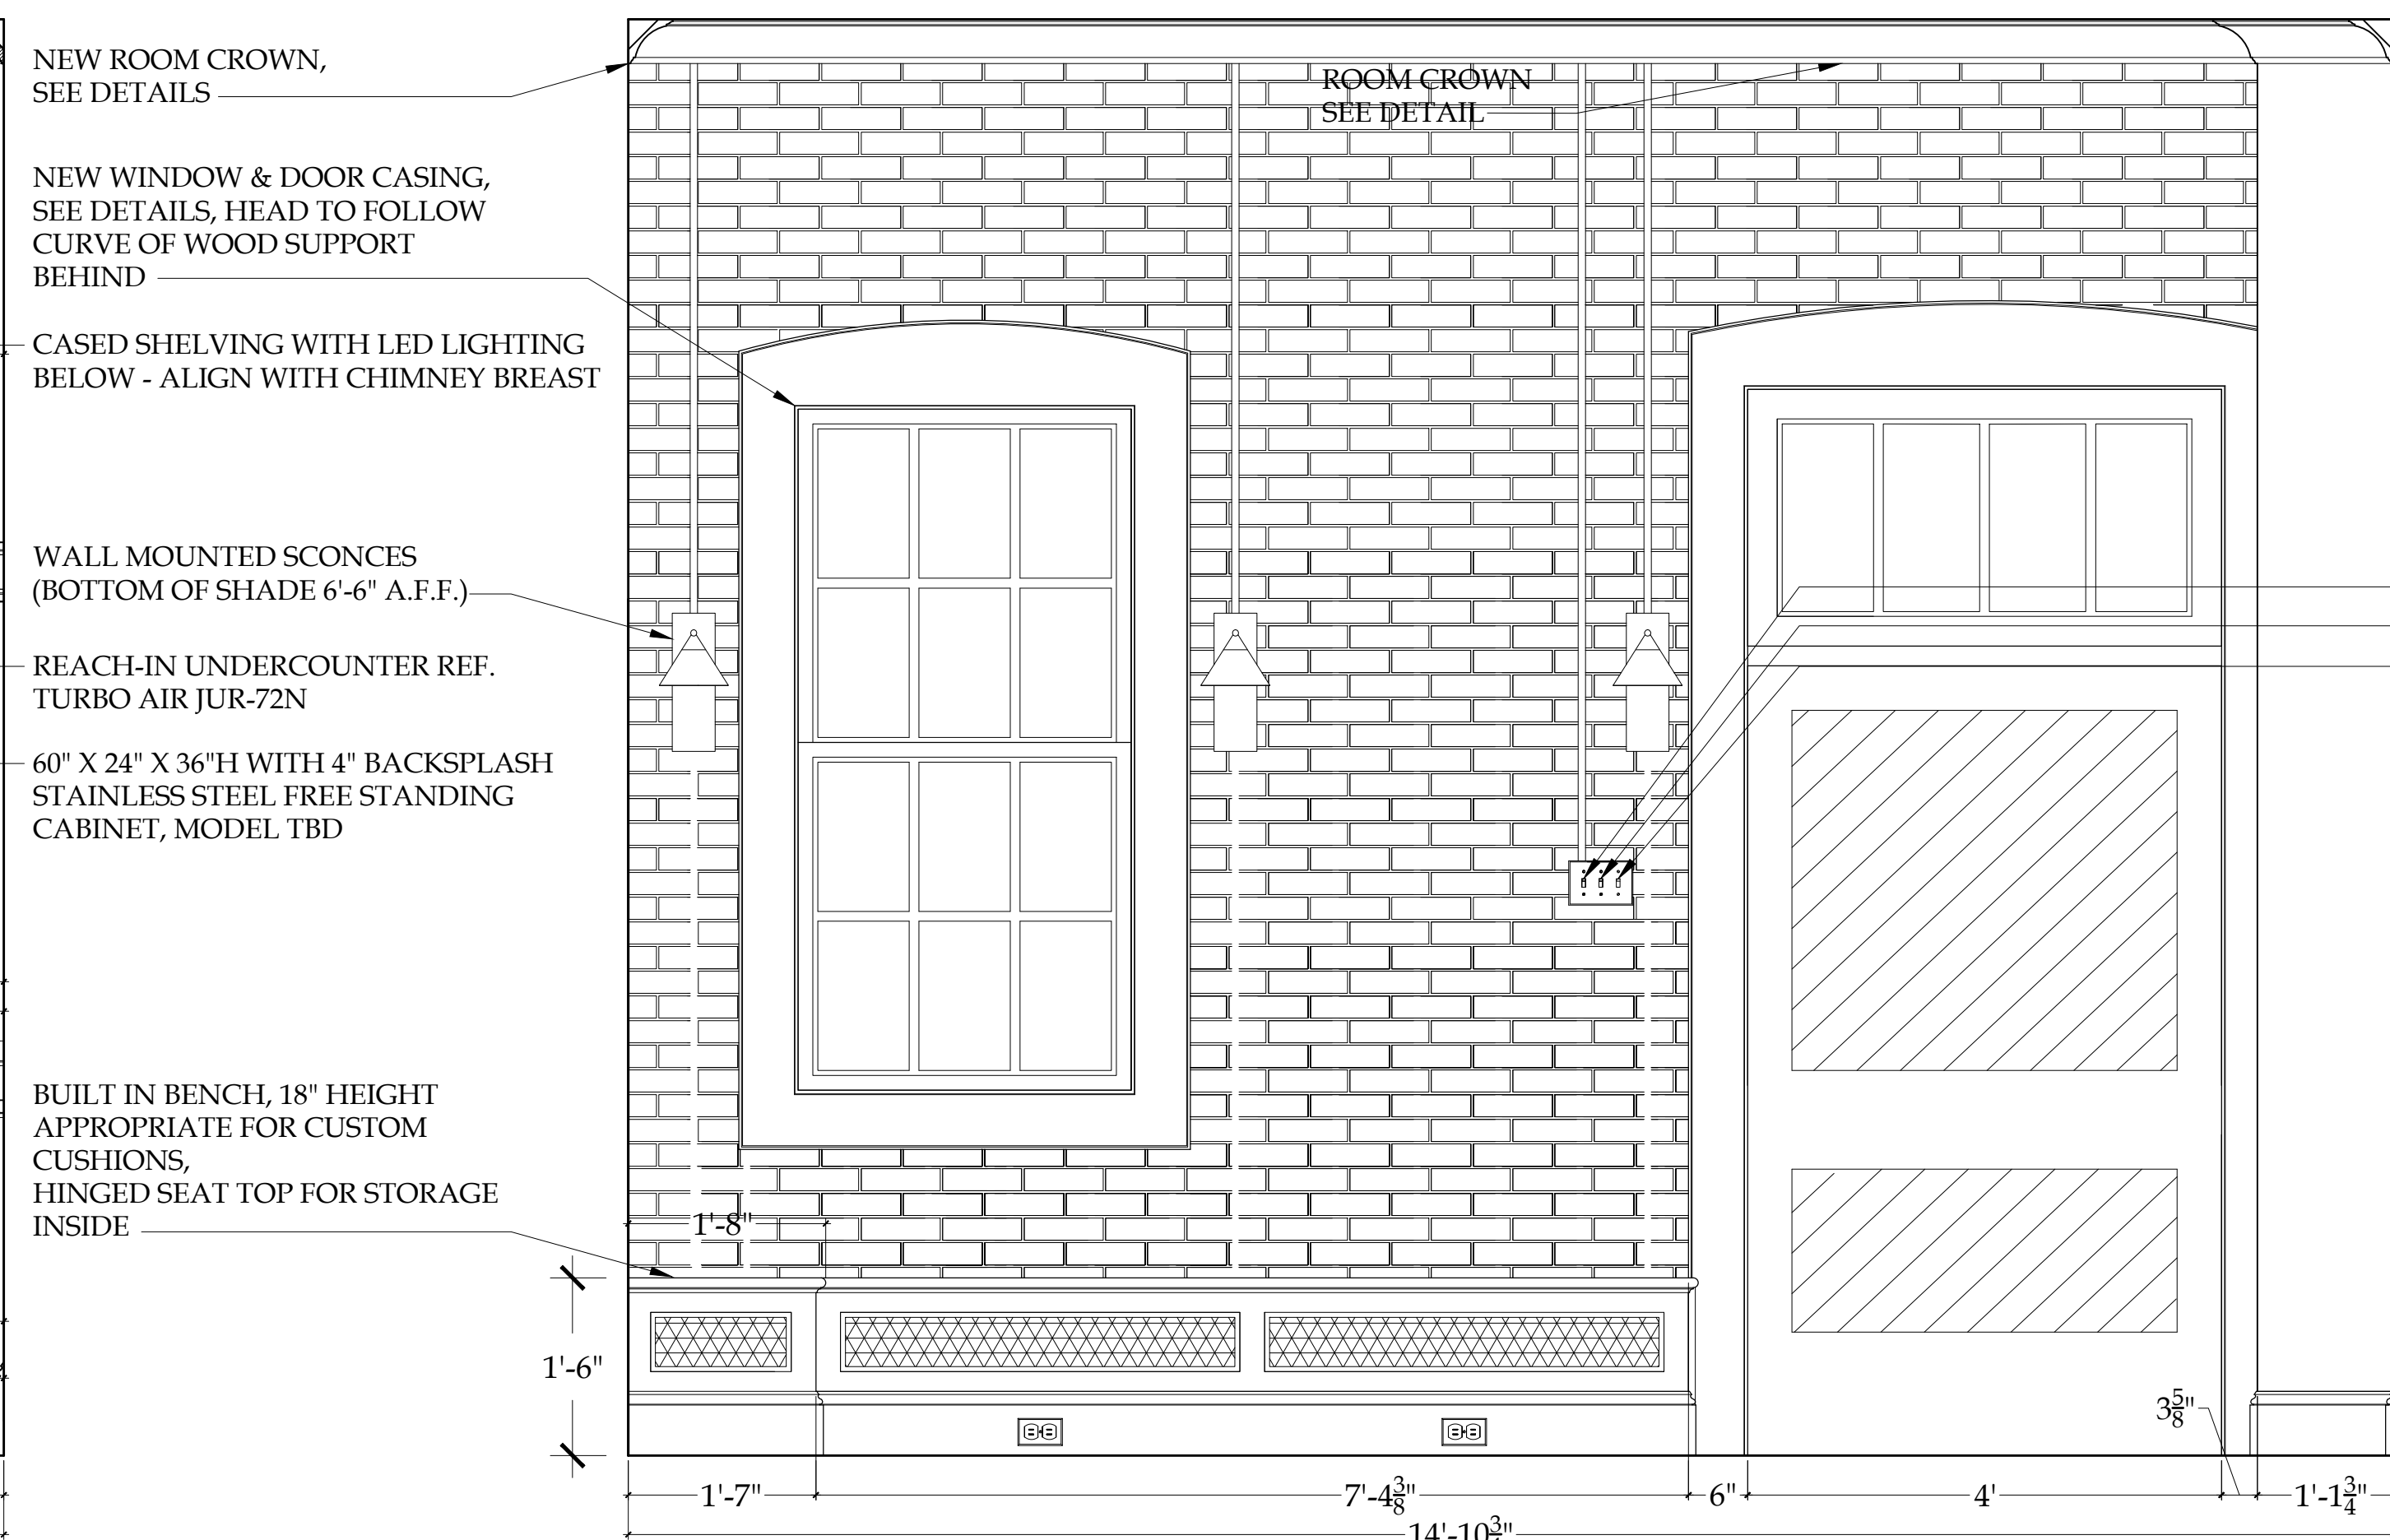 NEW ROOM CROWN,
SEE DETAILS
NEW WINDOW & DOOR CASING,
SEE DETAILS, HEAD TO FOLLOW
CURVE OF WOOD SUPPORT
BEHIND
CASED SHELVING WITH LED LIGHTING
BELOW - ALIGN WITH CHIMNEY BREAST
WALL MOUNTED SCONCES
(BOTTOM OF SHADE 6'-6" A.F.F.)
REACH-IN UNDERCOUNTER REF.
TURBO AIR JUR-72N
60" X 24" X 36"H WITH 4" BACKSPLASH
STAINLESS STEEL FREE STANDING
CABINET, MODEL TBD
BUILT IN BENCH, 18" HEIGHT
APPROPRIATE FOR CUSTOM
CUSHIONS,
HINGED SEAT TOP FOR STORAGE
INSIDE
ROOM CROWN
SEE DETAIL
1'-8"
1'-6"
3 5/8"
1'-7"
7'-4 3/8"
6"
4'
1'-1 3/4"